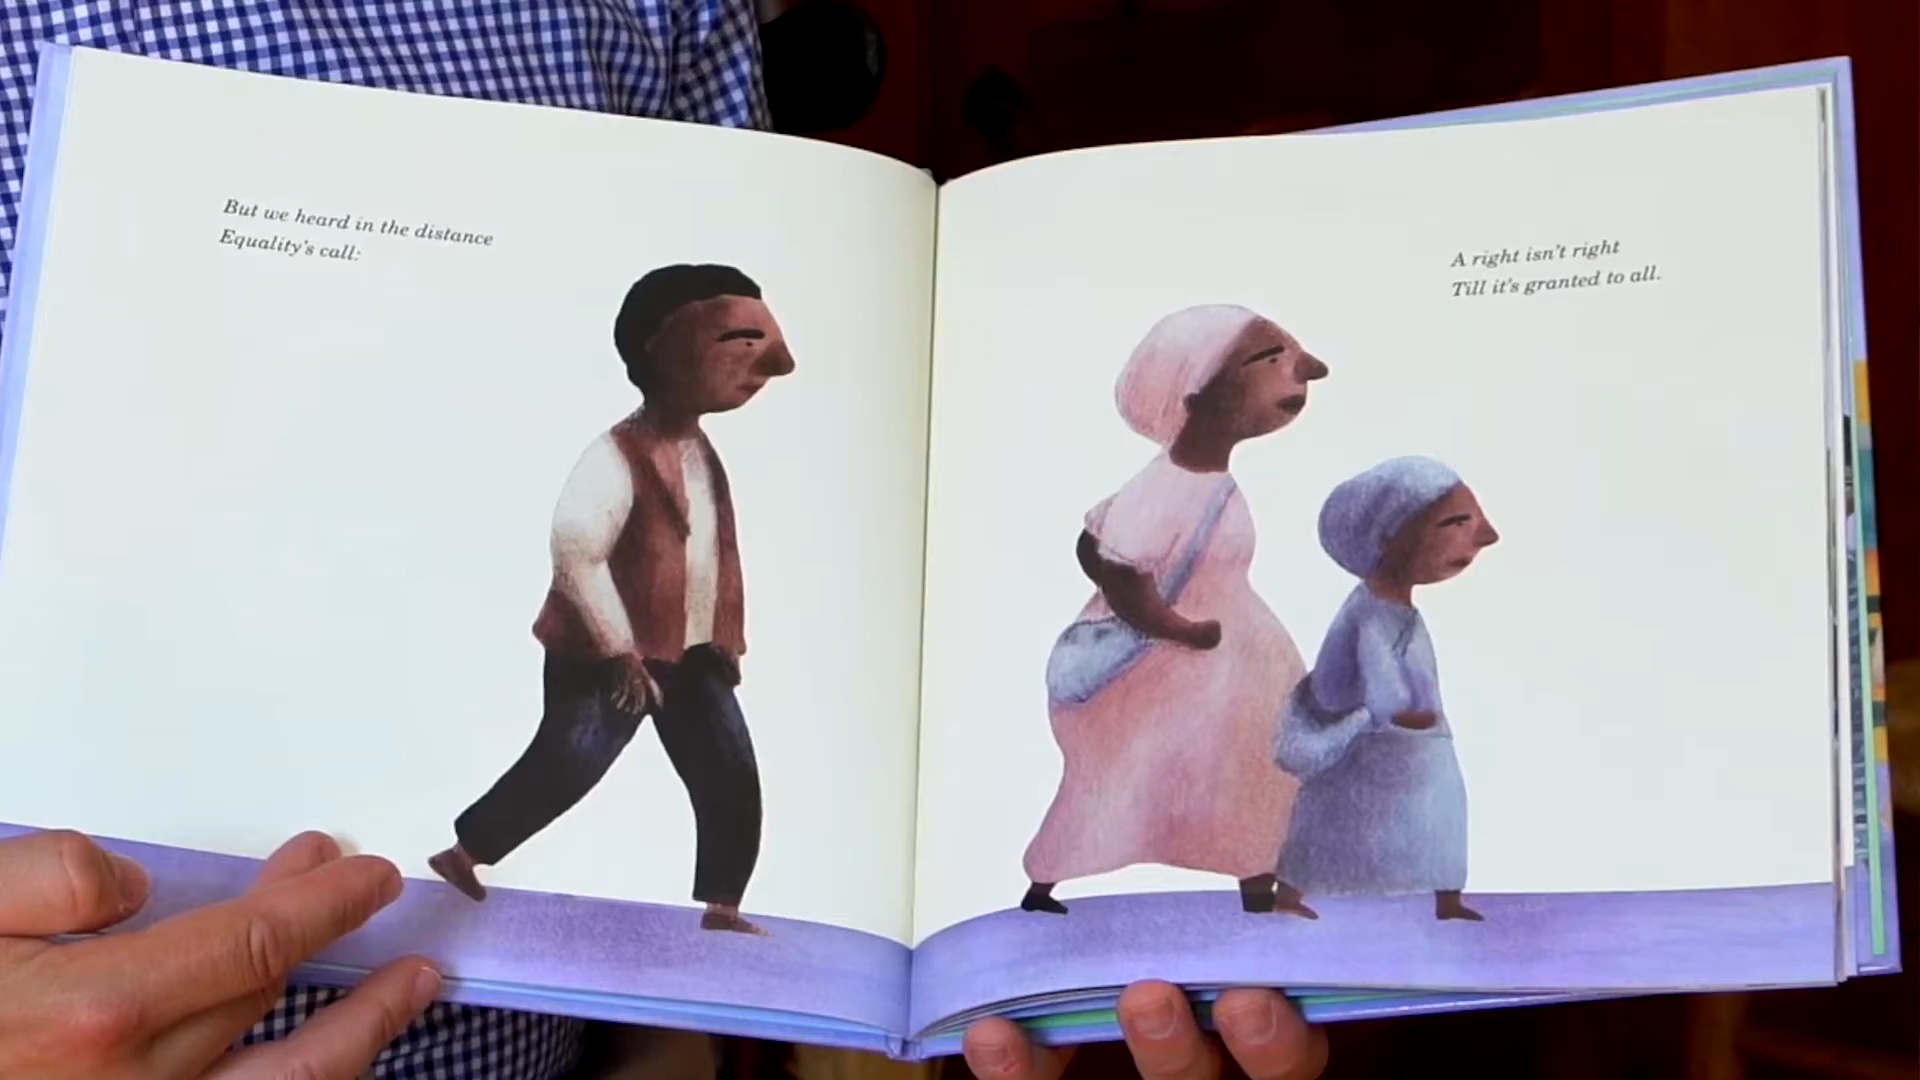 But we heard in the distance
Equality's call:
A right isn't right
Till it's granted to all.